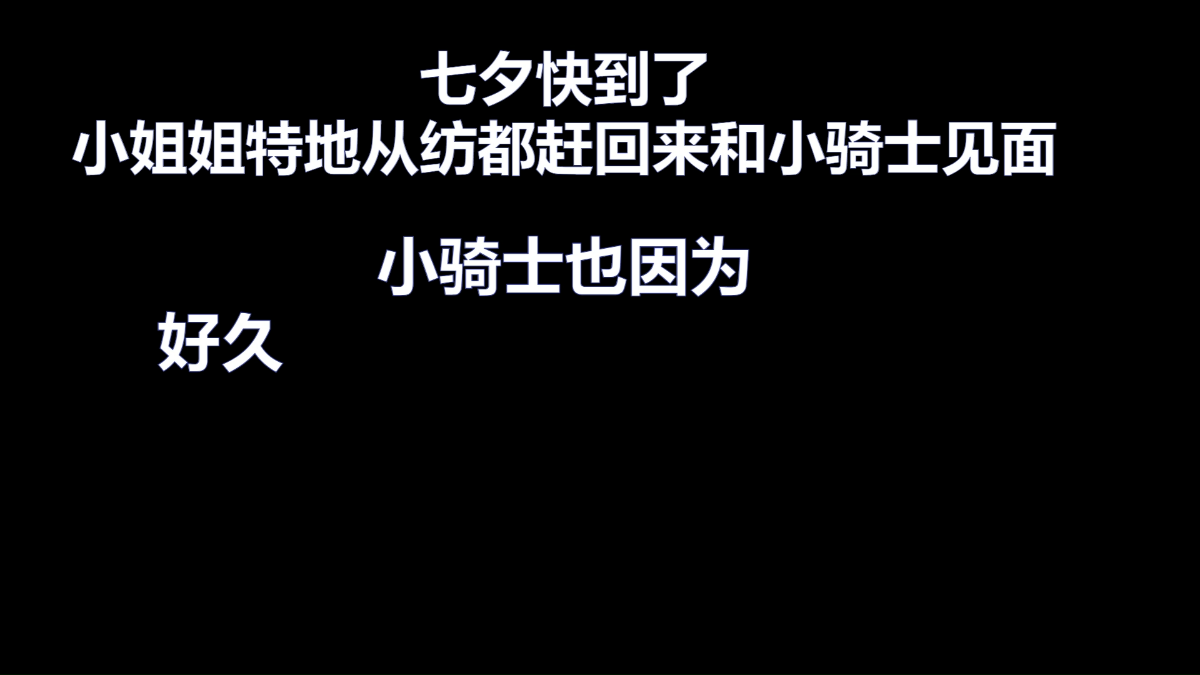 七夕快到了
小姐姐特地从纺都赶回来和小骑士见面
小骑士也因为
好久